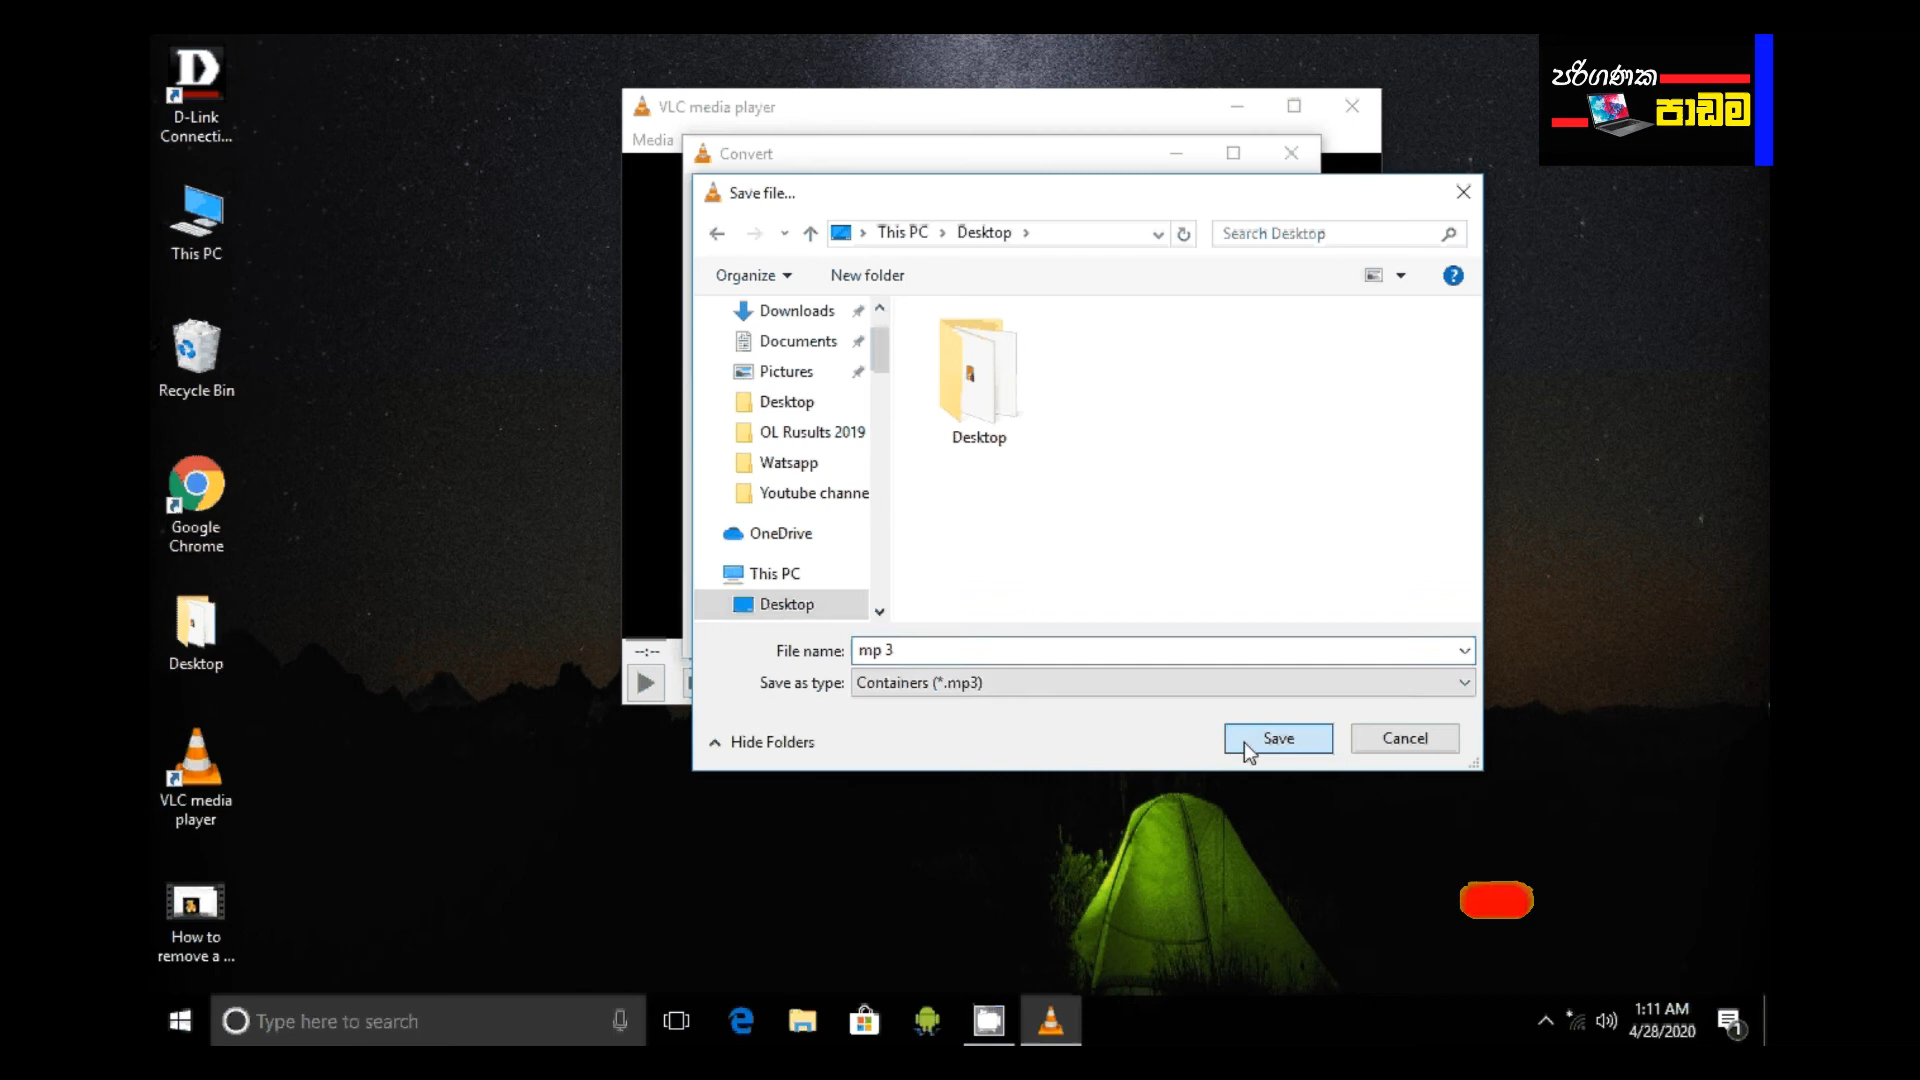 D-Link
Connecti...
This PC
Recycle Bin
Google
Chrome
Desktop
VLC media
player
How to
remove a ...
VLC media player
Media
Convert
Save file...
This PC
Desktop
Search Desktop
Organize
New folder
Downloads
Documents
Pictures
Desktop
OL Rusults 2019
Watsapp
Youtube channe
OneDrive
This PC
Desktop
Desktop
File name: mp 3
Save as type: Containers (*.mp3)
Hide Folders
Save
Cancel
--:--
පරිගණක
පාඩම
Type here to search
1:11 AM
4/28/2020
1